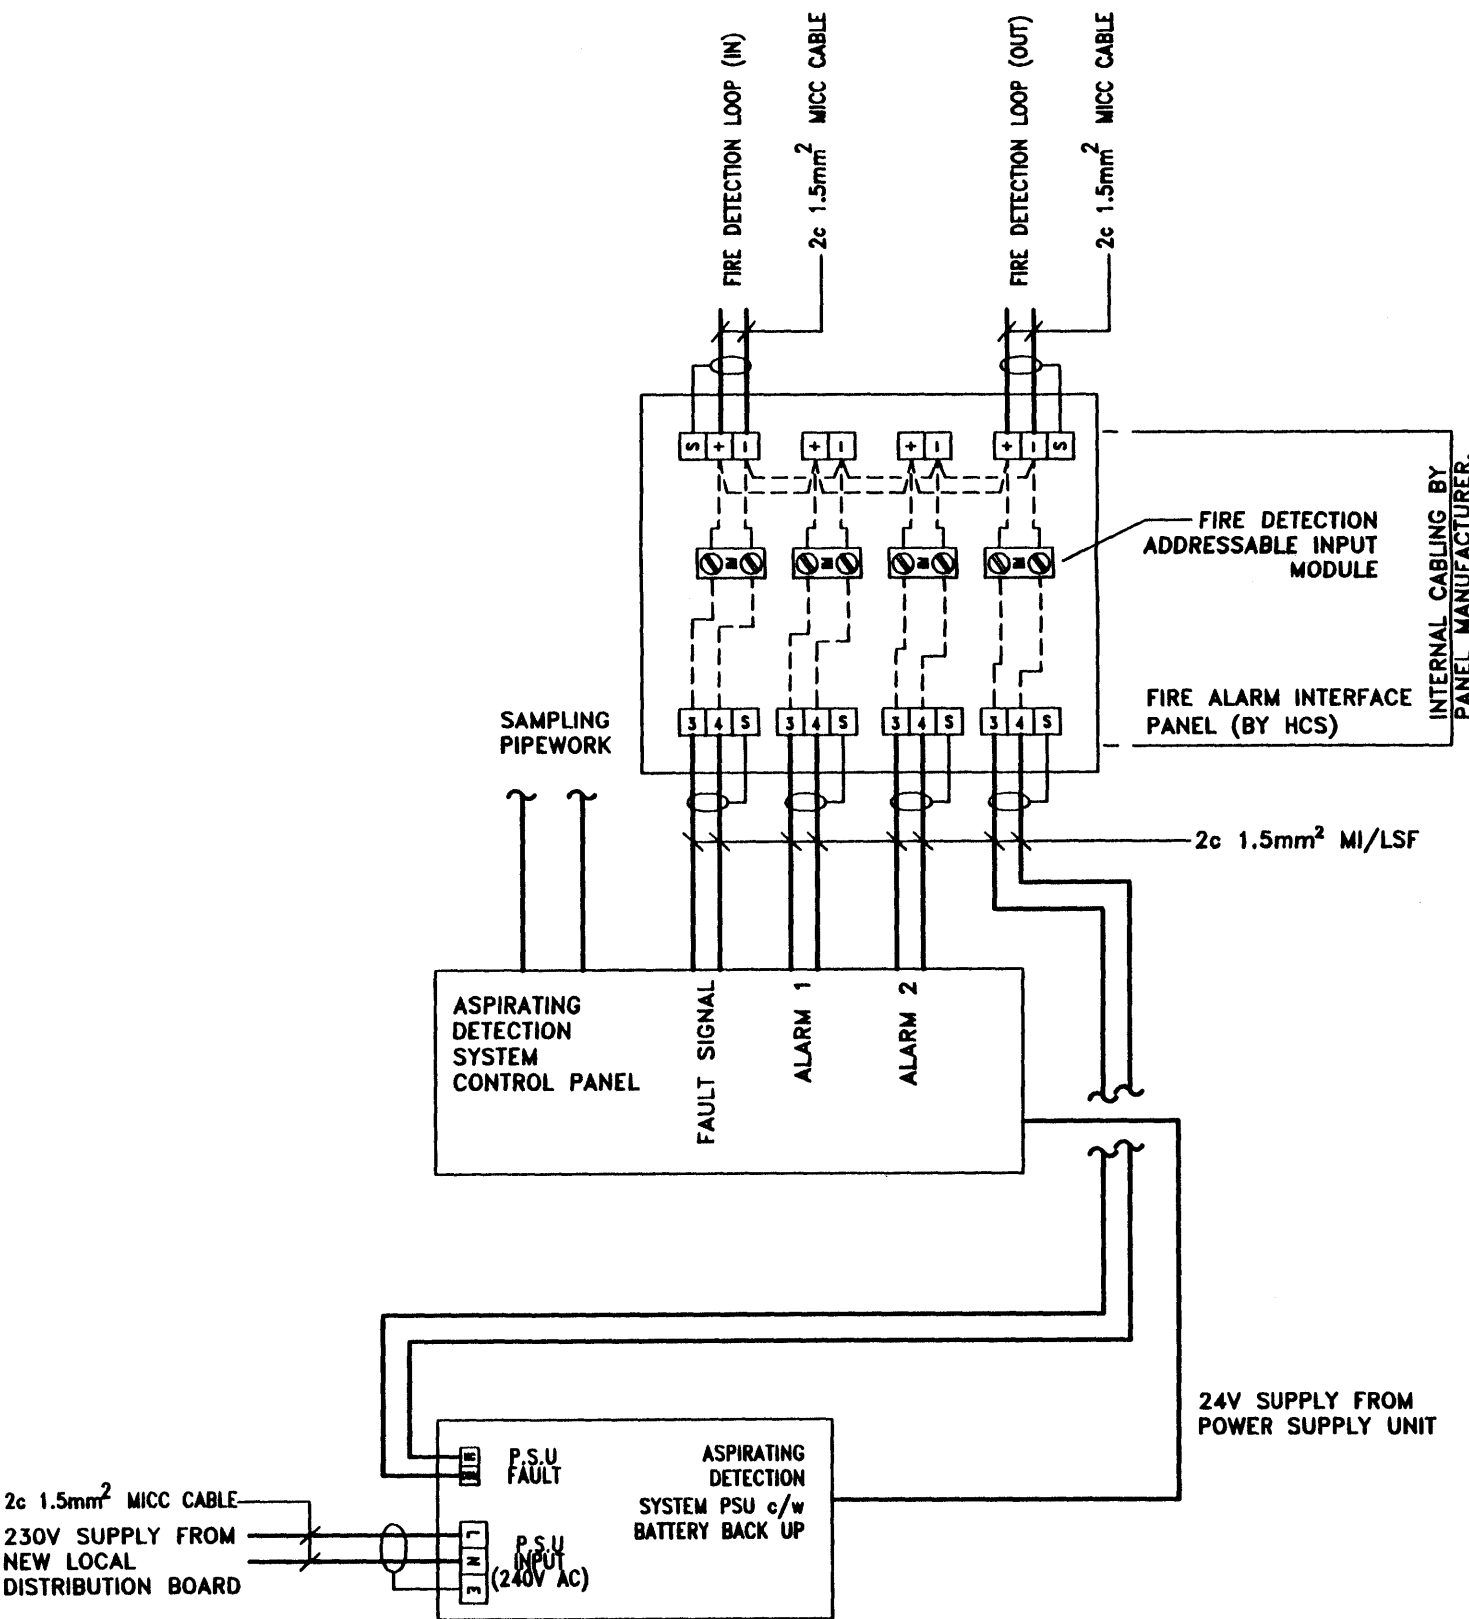 FIRE DETECTION LOOP (IN)
2c 1.5mm² MICC CABLE
FIRE DETECTION LOOP (OUT)
2c 1.5mm² MICC CABLE
S + -
+ -
+ -
+ - S
FIRE DETECTION
ADDRESSABLE INPUT
MODULE
INTERNAL CABLING BY
PANEL MANUFACTURER.
FIRE ALARM INTERFACE
PANEL (BY HCS)
3 4 S
3 4 S
3 4 S
3 4 S
SAMPLING
PIPEWORK
2c 1.5mm² MI/LSF
ASPIRATING
DETECTION
SYSTEM
CONTROL PANEL
FAULT SIGNAL
ALARM 1
ALARM 2
24V SUPPLY FROM
POWER SUPPLY UNIT
P.S.U
FAULT
ASPIRATING
DETECTION
SYSTEM PSU c/w
BATTERY BACK UP
2c 1.5mm² MICC CABLE
230V SUPPLY FROM
NEW LOCAL
DISTRIBUTION BOARD
L
N
E
P.S.U
INPUT
(240V AC)